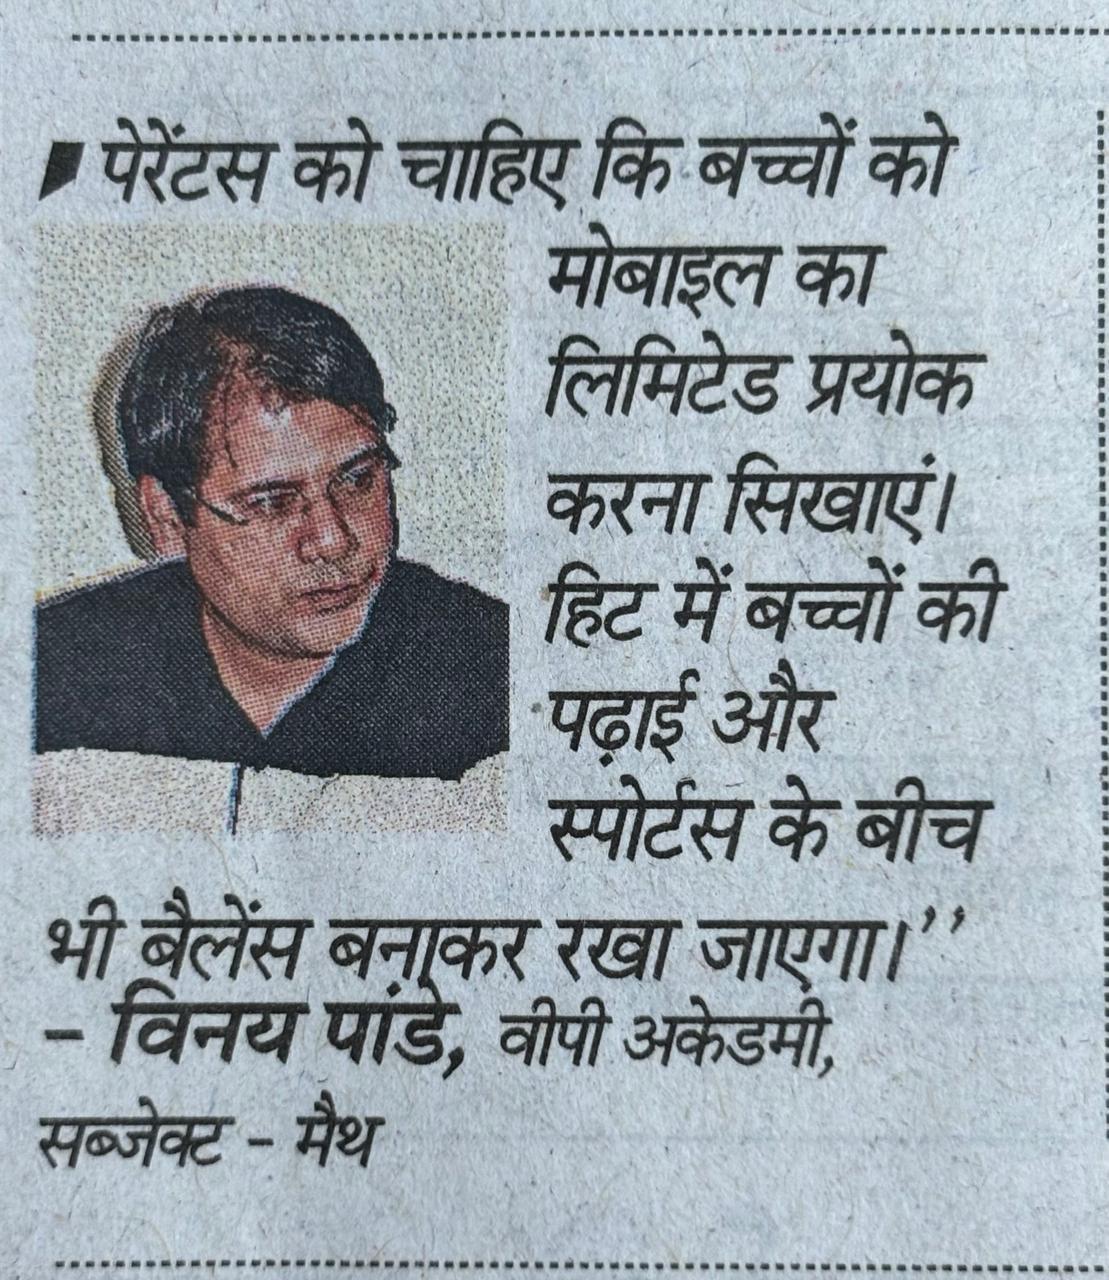 पेरेंटस को चाहिए कि बच्चों को
मोबाइल का
लिमिटेड प्रयोक
करना सिखाएं।
हिट में बच्चों की
पढ़ाई और
स्पोर्टस के बीच
भी बैलेंस बनाकर रखा जाएगा।’’
– विनय पांडे, वीपी अकेडमी,
सब्जेक्ट – मैथ